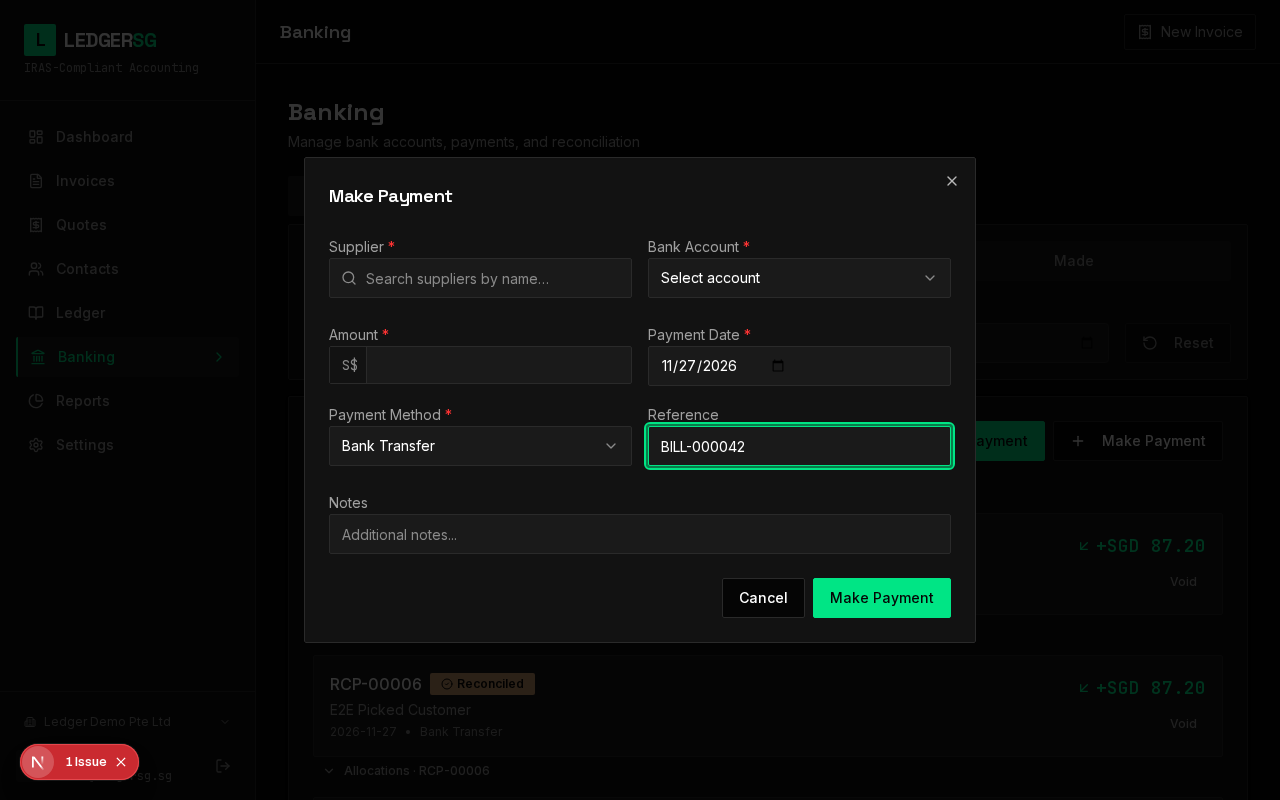 L LEDGERSG
IRAS-Compliant Accounting
Dashboard
Invoices
Quotes
Contacts
Ledger
Banking
Reports
Settings
Ledger Demo Pte Ltd
1 Issue
sg.sg
Banking
New Invoice
Banking
Manage bank accounts, payments, and reconciliation
Made
Reset
Make Payment
+SGD 87.20
Void
RCP-00006
Reconciled
+SGD 87.20
E2E Picked Customer
Void
2026-11-27 • Bank Transfer
Allocations · RCP-00006
Make Payment
Supplier *
Bank Account *
Search suppliers by name…
Select account
Amount *
Payment Date *
S$
11/27/2026
Payment Method *
Reference
Bank Transfer
BILL-000042
Notes
Additional notes...
Cancel
Make Payment